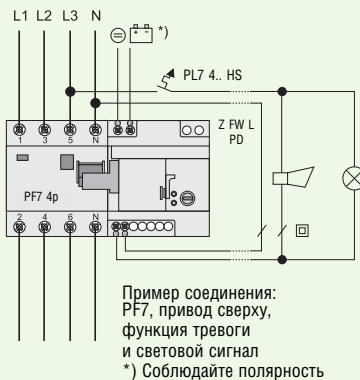 L1 L2 L3 N
*)
PL7 4.. HS
Z FW L
PD
1 3 5 N
PF7 4p
2 4 6 N
Пример соединения:
PF7, привод сверху,
функция тревоги
и световой сигнал
*) Соблюдайте полярность